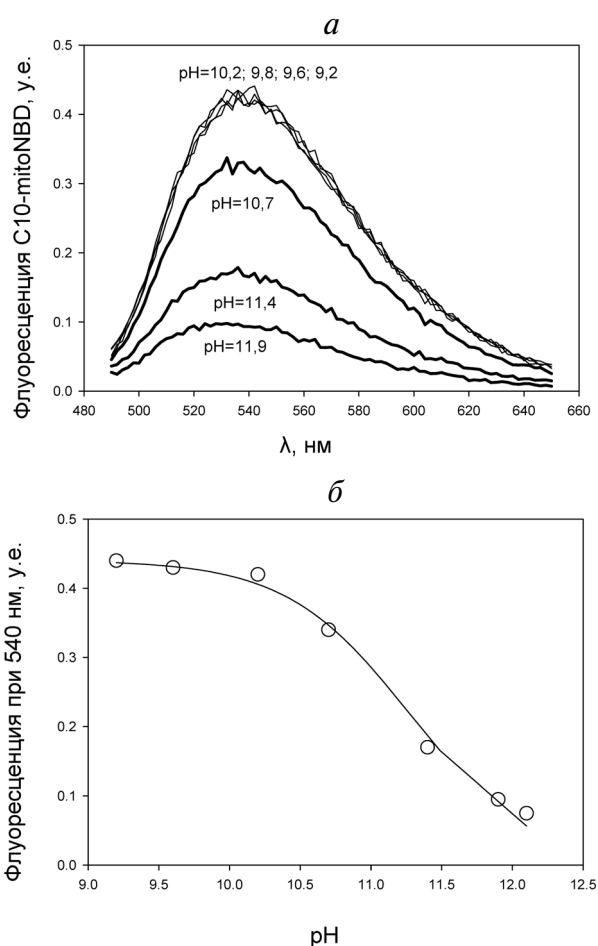 а
Флуоресценция C10-mitoNBD, у.е.
0.5
0.4
0.3
0.2
0.1
0.0
pH=10,2; 9,8; 9,6; 9,2
pH=10,7
pH=11,4
pH=11,9
480 500 520 540 560 580 600 620 640 660
λ, нм
б
Флуоресценция при 540 нм, у.е.
0.5
0.4
0.3
0.2
0.1
0.0
9.0 9.5 10.0 10.5 11.0 11.5 12.0 12.5
pH